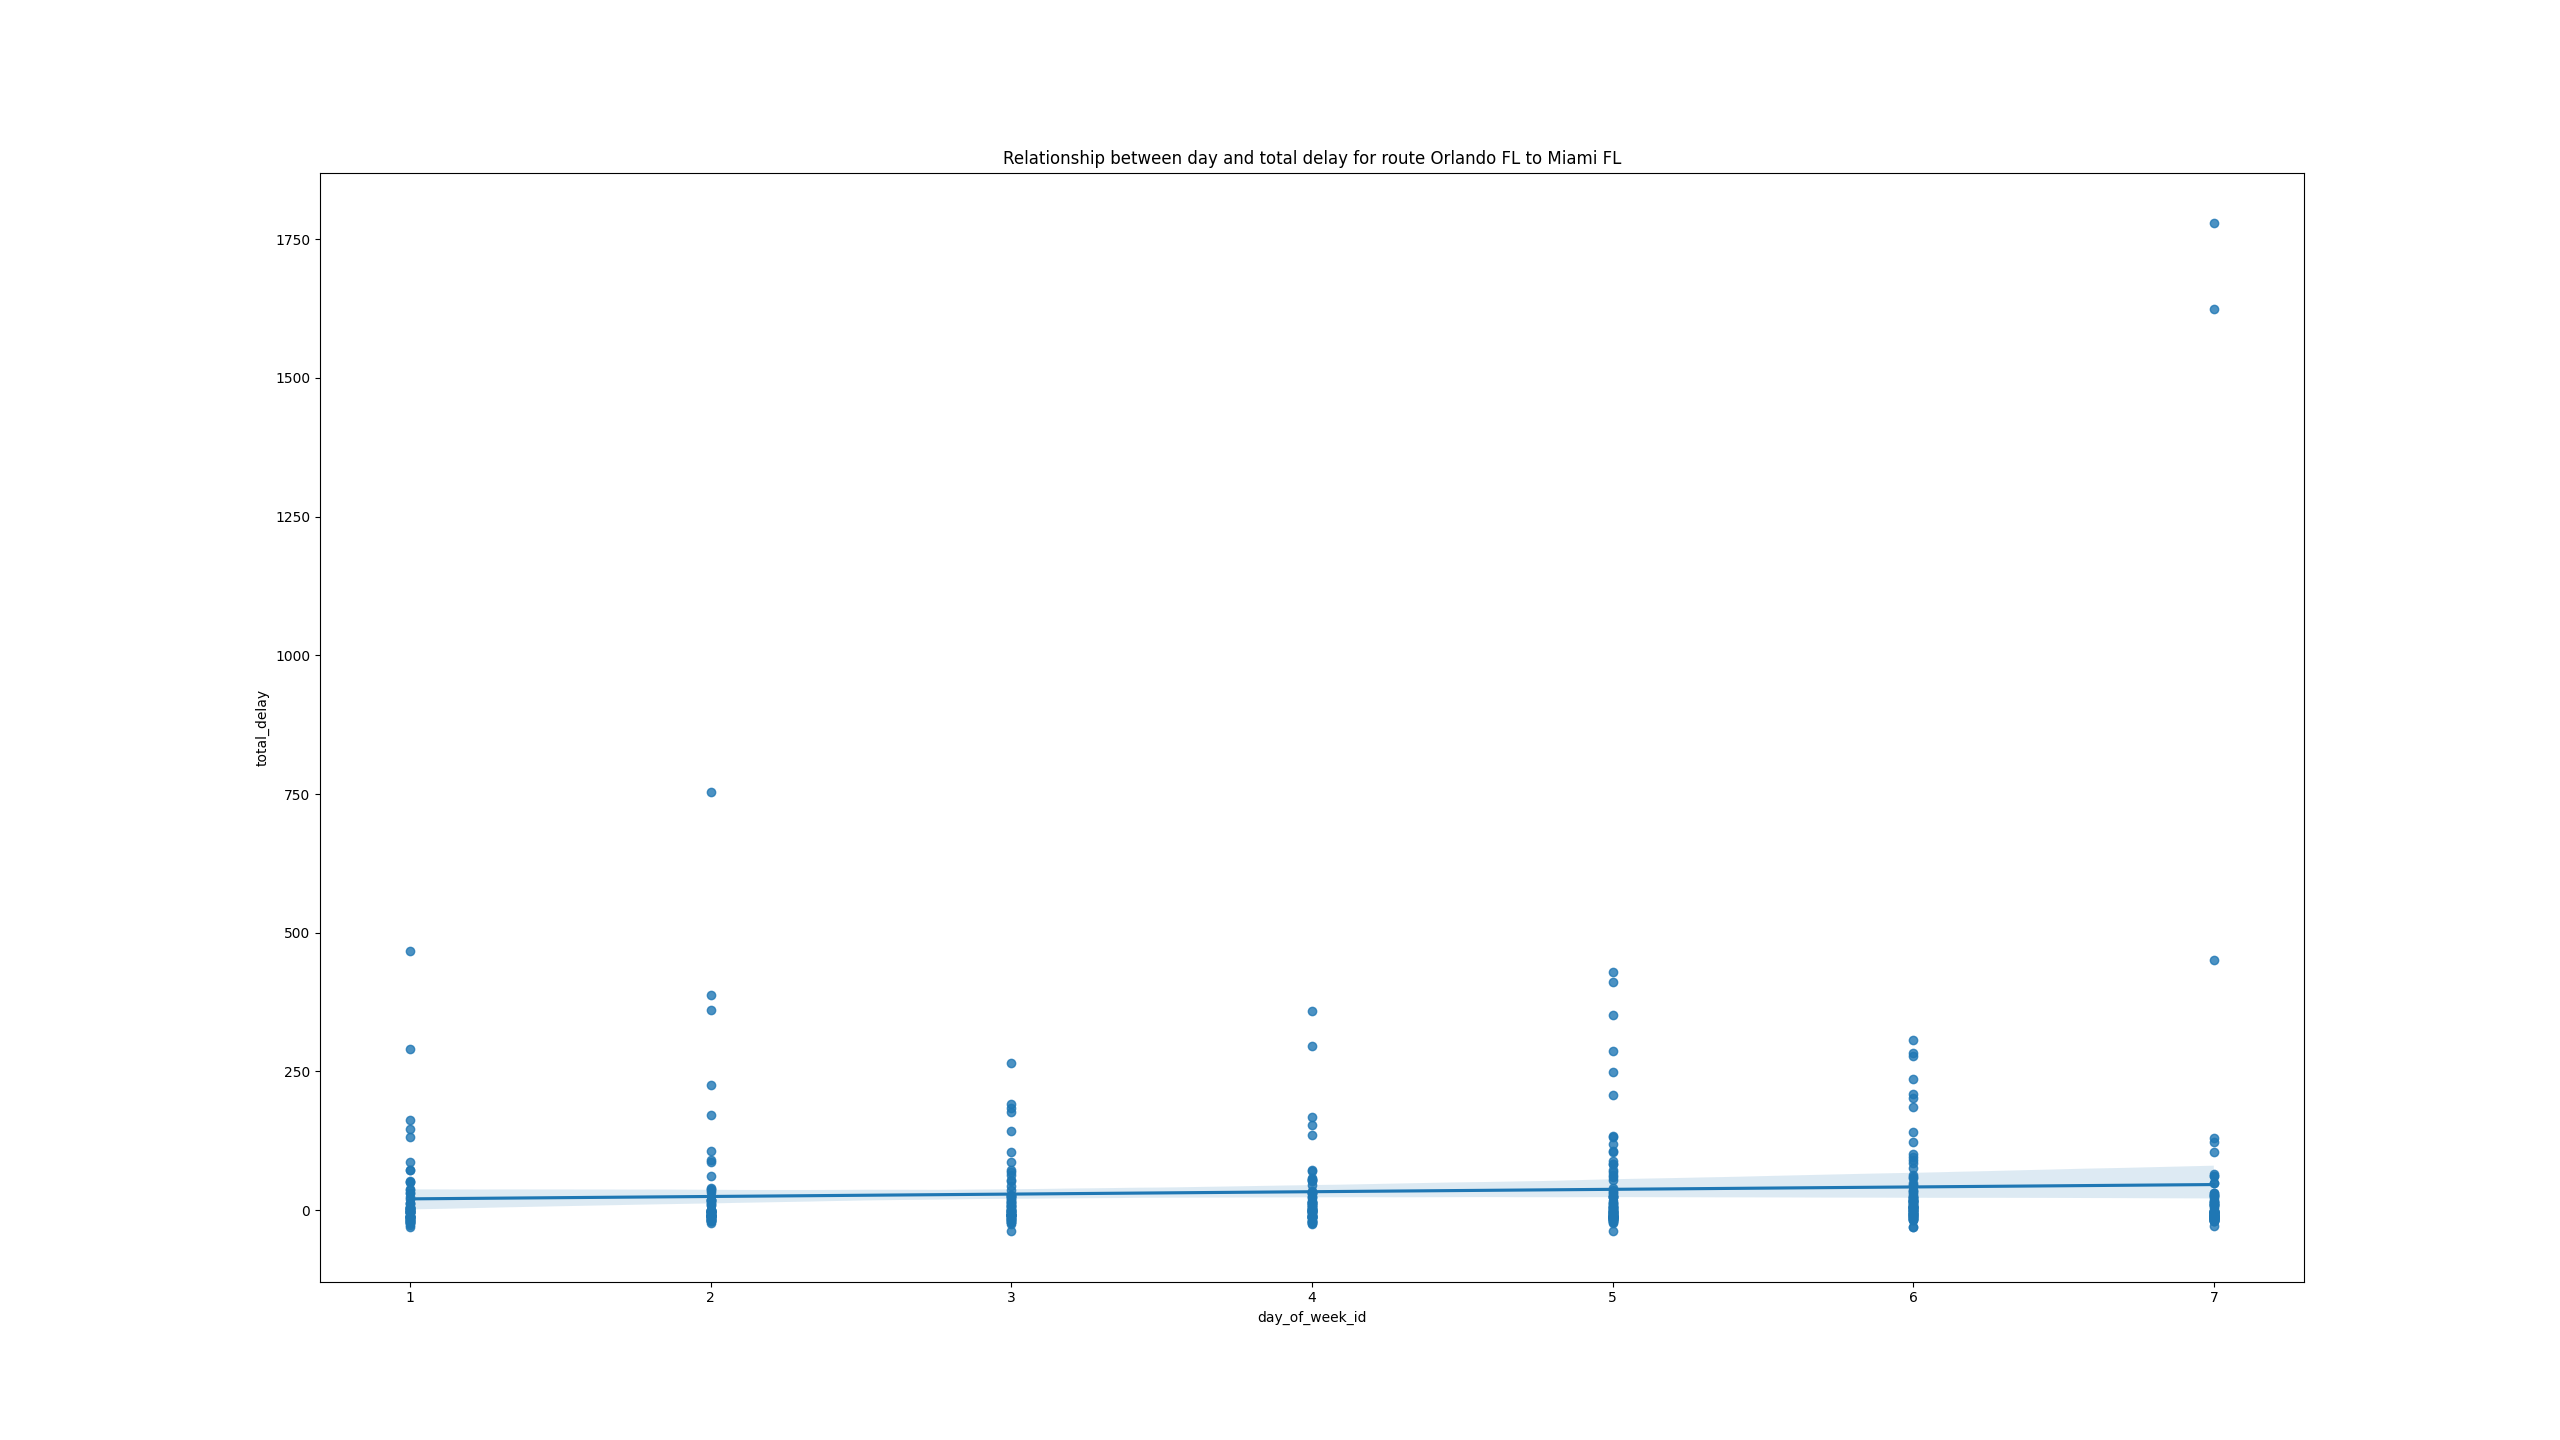 Relationship between day and total delay for route Orlando FL to Miami FL
1750
1500
1250
1000
750
500
250
0
total_delay
1 2 3 4 5 6 7
day_of_week_id